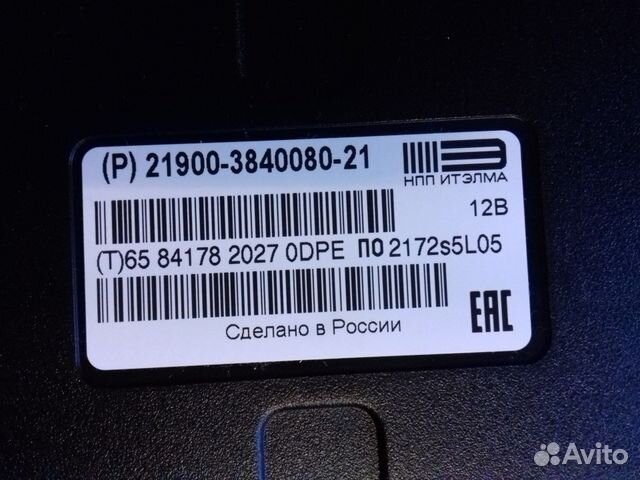 (P) 21900-3840080-21
НПП ИТЭЛМА
12В
(T)65 84178 2027 0DPE ПО 2172s5L05
Сделано в России
EAC
Avito